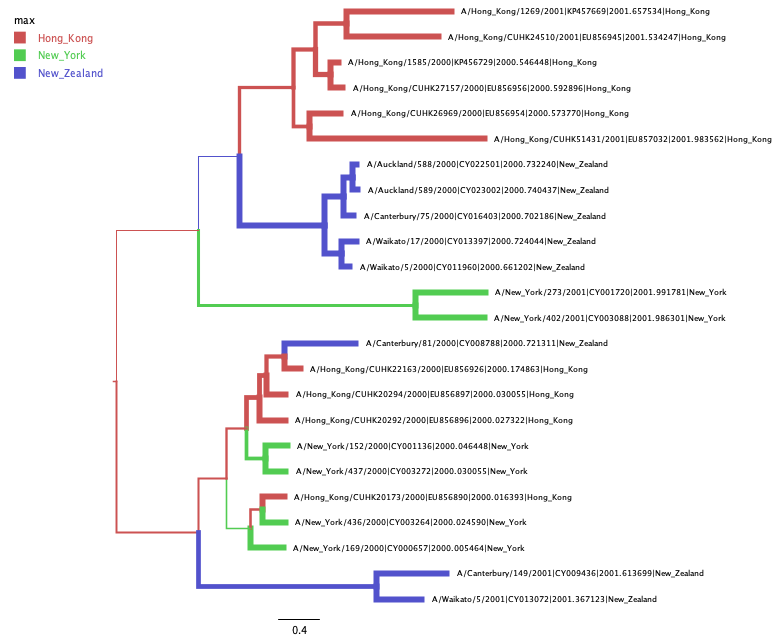 max
Hong_Kong
New_York
New_Zealand
A/Hong_Kong/1269/2001|KP457669|2001.657534|Hong_Kong
A/Hong_Kong/CUHK24510/2001|EU856945|2001.534247|Hong_Kong
A/Hong_Kong/1585/2000|KP456729|2000.546448|Hong_Kong
A/Hong_Kong/CUHK27157/2000|EU856956|2000.592896|Hong_Kong
A/Hong_Kong/CUHK26969/2000|EU856954|2000.573770|Hong_Kong
A/Hong_Kong/CUHK51431/2001|EU857032|2001.983562|Hong_Kong
A/Auckland/588/2000|CY022501|2000.732240|New_Zealand
A/Auckland/589/2000|CY023002|2000.740437|New_Zealand
A/Canterbury/75/2000|CY016403|2000.702186|New_Zealand
A/Waikato/17/2000|CY013397|2000.724044|New_Zealand
A/Waikato/5/2000|CY011960|2000.661202|New_Zealand
A/New_York/273/2001|CY001720|2001.991781|New_York
A/New_York/402/2001|CY003088|2001.986301|New_York
A/Canterbury/81/2000|CY008788|2000.721311|New_Zealand
A/Hong_Kong/CUHK22163/2000|EU856926|2000.174863|Hong_Kong
A/Hong_Kong/CUHK20294/2000|EU856897|2000.030055|Hong_Kong
A/Hong_Kong/CUHK20292/2000|EU856896|2000.027322|Hong_Kong
A/New_York/152/2000|CY001136|2000.046448|New_York
A/New_York/437/2000|CY003272|2000.030055|New_York
A/Hong_Kong/CUHK20173/2000|EU856890|2000.016393|Hong_Kong
A/New_York/436/2000|CY003264|2000.024590|New_York
A/New_York/169/2000|CY000657|2000.005464|New_York
A/Canterbury/149/2001|CY009436|2001.613699|New_Zealand
A/Waikato/5/2001|CY013072|2001.367123|New_Zealand
0.4